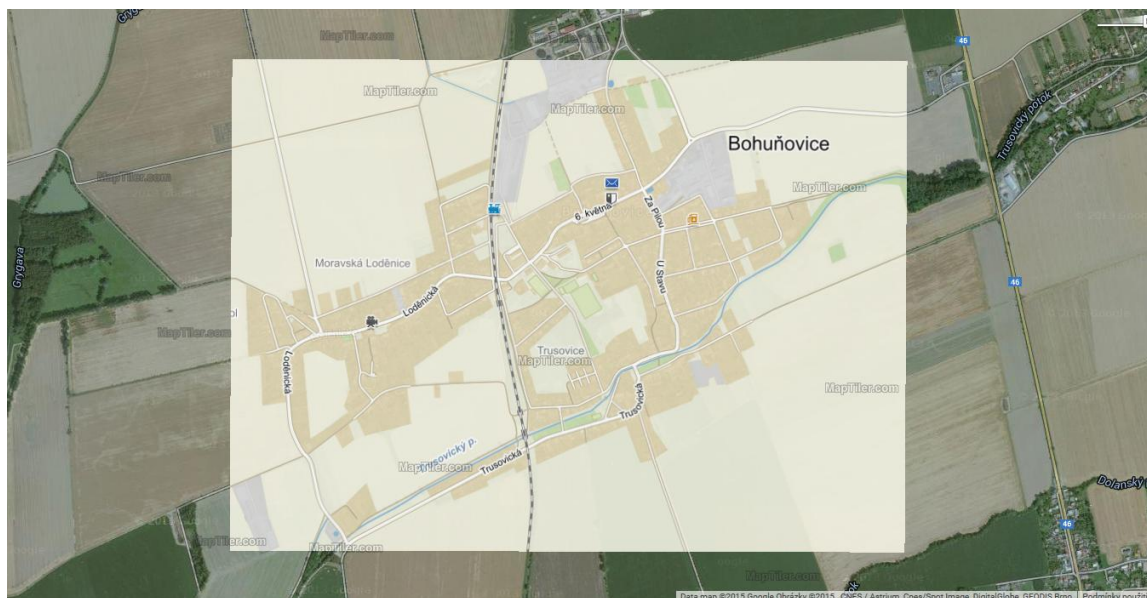 Grygava
MapTiler.com
46
MapTiler.com
MapTiler.com
Trusovický potok
Bohuňovice
MapTiler.com
6. května
Za Pilou
Grygava
Moravská Loděnice
U Stavu
46
Loděnická
MapTiler.com
Trusovice
MapTiler.com
Loděnická
MapTiler.com
Trusovická
Trusovický p.
MapTiler.com
Trusovická
Dolanský
46
MapTiler.com
MapTiler.com
MapTiler.com
Data map ©2015 Google Obrázky ©2015 , CNES / Astrium, Cnes/Spot Image, DigitalGlobe, GEODIS Brno